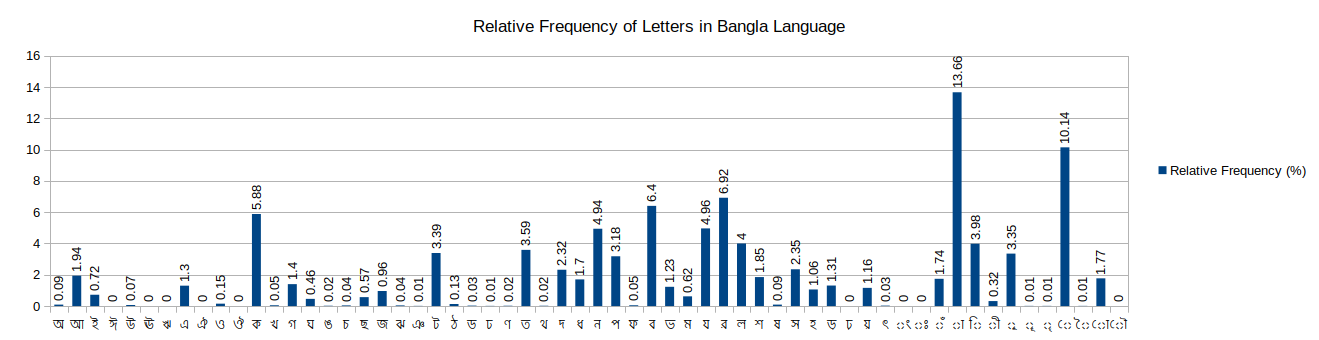 Relative Frequency of Letters in Bangla Language
16
14
12
10
8
6
4
2
0
0.09 1.94 0.72 0 0.07 0 0 1.3 0 0.15 0 5.88 0.05 1.4 0.46 0.02 0.04 0.57 0.96 0.04 0.01 3.39 0.13 0.03 0.01 0.02 3.59 0.02 2.32 1.7 4.94 3.18 0.05 6.4 1.23 0.62 4.96 6.92 4 1.85 0.09 2.35 1.06 1.31 0 1.16 0.03 0 0 1.74 13.66 3.98 0.32 3.35 0.01 0.01 10.14 0.01 1.77 0
অ আ ই ঈ উ ঊ ঋ এ ঐ ও ঔ ক খ গ ঘ ঙ চ ছ জ ঝ ঞ ট ঠ ড ঢ ণ ত থ দ ধ ন প ফ ব ভ ম য র ল শ ষ স হ ড় ঢ় য় ৎ ং ঃ ঁ া ি ী ু ূ ৃ ে ৈ ো ৌ
Relative Frequency (%)